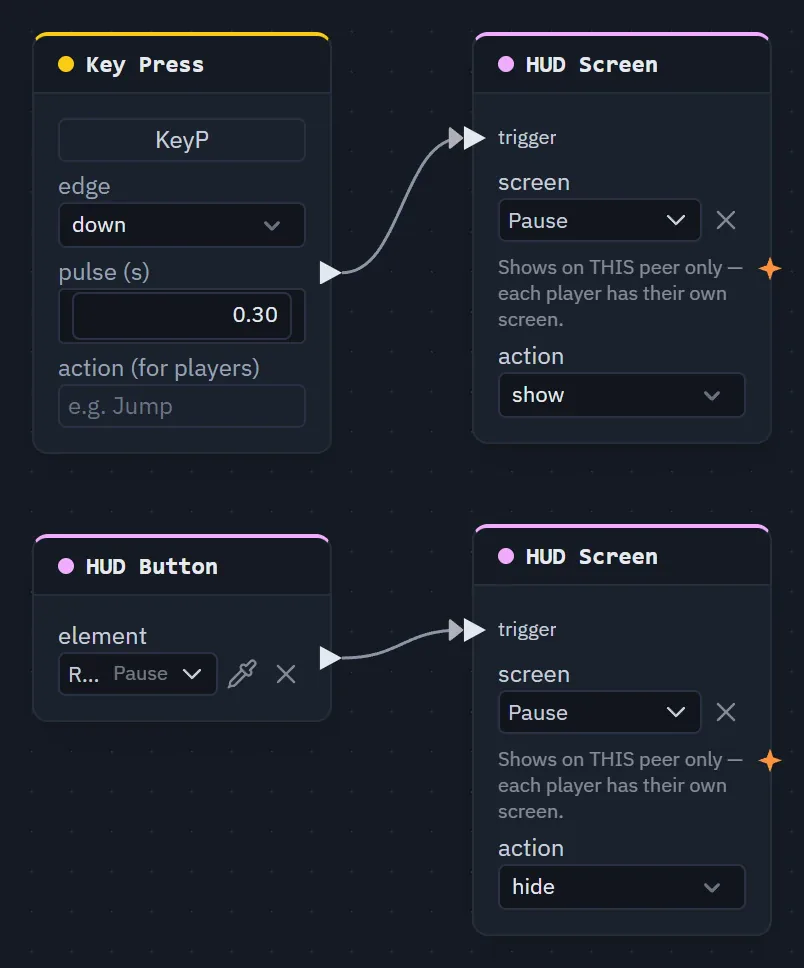 Key Press
KeyP
edge
down
pulse (s)
0.30
action (for players)
e.g. Jump
HUD Screen
trigger
screen
Pause
Shows on THIS peer only —
each player has their own
screen.
action
show
HUD Button
element
R... Pause
HUD Screen
trigger
screen
Pause
Shows on THIS peer only —
each player has their own
screen.
action
hide